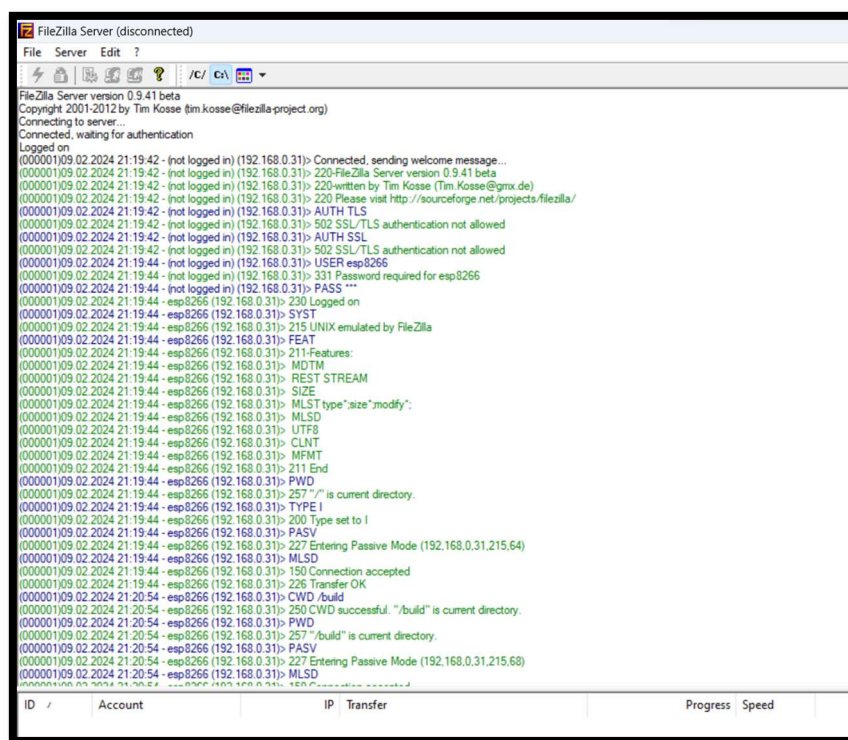 FileZilla Server (disconnected)
File Server Edit ?
/C/ C:\
FileZilla Server version 0.9.41 beta
Copyright 2001-2012 by Tim Kosse (tim.kosse@filezilla-project.org)
Connecting to server...
Connected, waiting for authentication
Logged on
(000001)09.02.2024 21:19:42 - (not logged in) (192.168.0.31)> Connected, sending welcome message...
(000001)09.02.2024 21:19:42 - (not logged in) (192.168.0.31)> 220-FileZilla Server version 0.9.41 beta
(000001)09.02.2024 21:19:42 - (not logged in) (192.168.0.31)> 220-written by Tim Kosse (Tim.Kosse@gmx.de)
(000001)09.02.2024 21:19:42 - (not logged in) (192.168.0.31)> 220 Please visit http://sourceforge.net/projects/filezilla/
(000001)09.02.2024 21:19:42 - (not logged in) (192.168.0.31)> AUTH TLS
(000001)09.02.2024 21:19:42 - (not logged in) (192.168.0.31)> 502 SSL/TLS authentication not allowed
(000001)09.02.2024 21:19:42 - (not logged in) (192.168.0.31)> AUTH SSL
(000001)09.02.2024 21:19:42 - (not logged in) (192.168.0.31)> 502 SSL/TLS authentication not allowed
(000001)09.02.2024 21:19:44 - (not logged in) (192.168.0.31)> USER esp8266
(000001)09.02.2024 21:19:44 - (not logged in) (192.168.0.31)> 331 Password required for esp8266
(000001)09.02.2024 21:19:44 - (not logged in) (192.168.0.31)> PASS ***
(000001)09.02.2024 21:19:44 - esp8266 (192.168.0.31)> 230 Logged on
(000001)09.02.2024 21:19:44 - esp8266 (192.168.0.31)> SYST
(000001)09.02.2024 21:19:44 - esp8266 (192.168.0.31)> 215 UNIX emulated by FileZilla
(000001)09.02.2024 21:19:44 - esp8266 (192.168.0.31)> FEAT
(000001)09.02.2024 21:19:44 - esp8266 (192.168.0.31)> 211-Features:
(000001)09.02.2024 21:19:44 - esp8266 (192.168.0.31)> MDTM
(000001)09.02.2024 21:19:44 - esp8266 (192.168.0.31)> REST STREAM
(000001)09.02.2024 21:19:44 - esp8266 (192.168.0.31)> SIZE
(000001)09.02.2024 21:19:44 - esp8266 (192.168.0.31)> MLST type*;size*;modify*;
(000001)09.02.2024 21:19:44 - esp8266 (192.168.0.31)> MLSD
(000001)09.02.2024 21:19:44 - esp8266 (192.168.0.31)> UTF8
(000001)09.02.2024 21:19:44 - esp8266 (192.168.0.31)> CLNT
(000001)09.02.2024 21:19:44 - esp8266 (192.168.0.31)> MFMT
(000001)09.02.2024 21:19:44 - esp8266 (192.168.0.31)> 211 End
(000001)09.02.2024 21:19:44 - esp8266 (192.168.0.31)> PWD
(000001)09.02.2024 21:19:44 - esp8266 (192.168.0.31)> 257 "/" is current directory.
(000001)09.02.2024 21:19:44 - esp8266 (192.168.0.31)> TYPE I
(000001)09.02.2024 21:19:44 - esp8266 (192.168.0.31)> 200 Type set to I
(000001)09.02.2024 21:19:44 - esp8266 (192.168.0.31)> PASV
(000001)09.02.2024 21:19:44 - esp8266 (192.168.0.31)> 227 Entering Passive Mode (192,168,0,31,215,64)
(000001)09.02.2024 21:19:44 - esp8266 (192.168.0.31)> MLSD
(000001)09.02.2024 21:19:44 - esp8266 (192.168.0.31)> 150 Connection accepted
(000001)09.02.2024 21:19:44 - esp8266 (192.168.0.31)> 226 Transfer OK
(000001)09.02.2024 21:20:54 - esp8266 (192.168.0.31)> CWD /build
(000001)09.02.2024 21:20:54 - esp8266 (192.168.0.31)> 250 CWD successful. "/build" is current directory.
(000001)09.02.2024 21:20:54 - esp8266 (192.168.0.31)> PWD
(000001)09.02.2024 21:20:54 - esp8266 (192.168.0.31)> 257 "/build" is current directory.
(000001)09.02.2024 21:20:54 - esp8266 (192.168.0.31)> PASV
(000001)09.02.2024 21:20:54 - esp8266 (192.168.0.31)> 227 Entering Passive Mode (192,168,0,31,215,68)
(000001)09.02.2024 21:20:54 - esp8266 (192.168.0.31)> MLSD
ID / Account IP Transfer Progress Speed